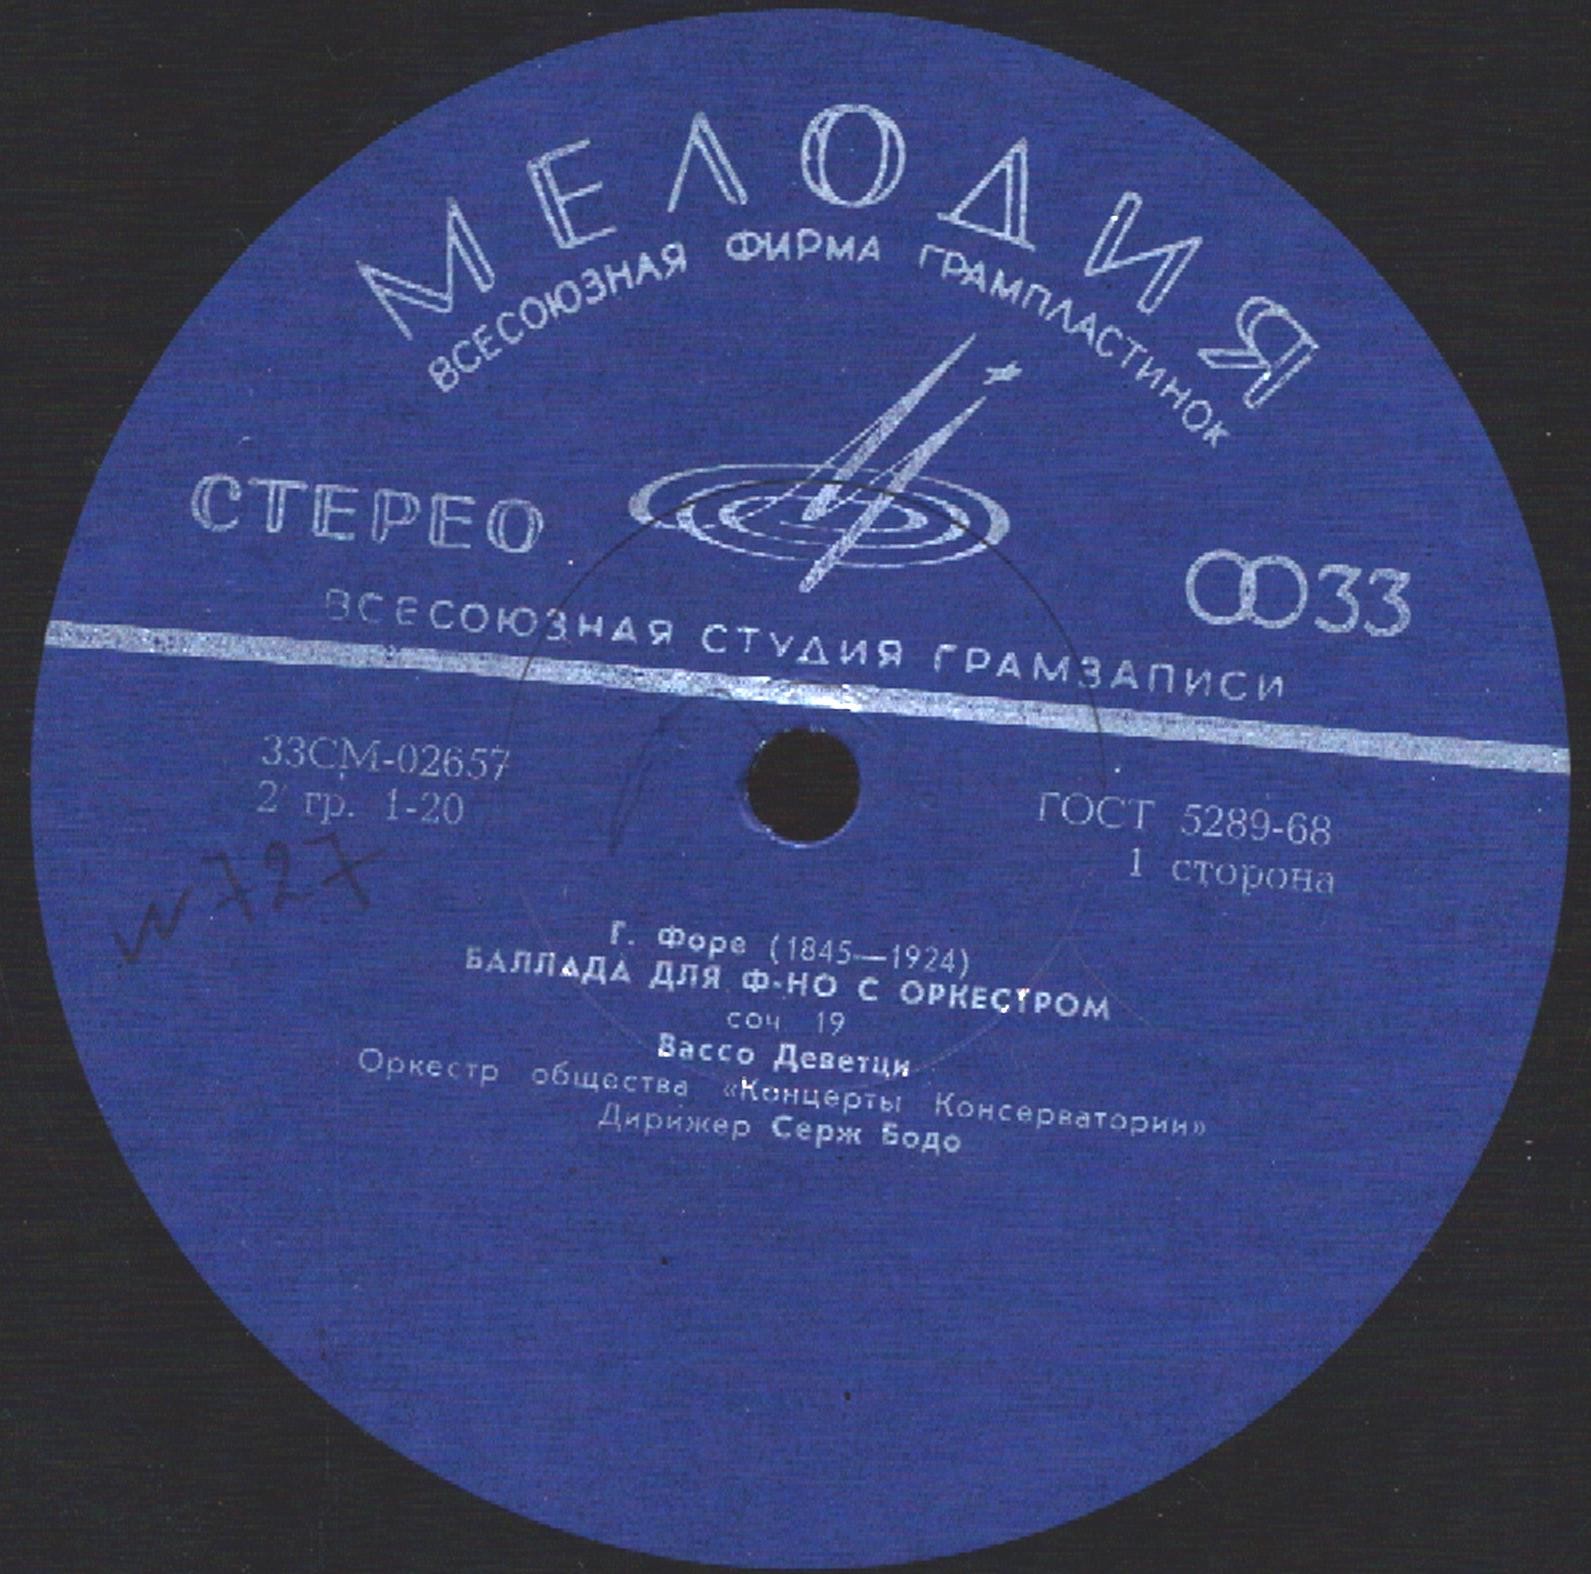 МЕЛОДИЯ
ВСЕСОЮЗНАЯ ФИРМА ГРАМПЛАСТИНОК
СТЕРЕО
33
ВСЕСОЮЗНАЯ СТУДИЯ ГРАМЗАПИСИ
33СМ-02657
2 гр. 1-20
ГОСТ 5289-68
1 сторона
N727
Г. Форе (1845—1924)
БАЛЛАДА ДЛЯ Ф-НО С ОРКЕСТРОМ
соч 19
Вассо Деветци
Оркестр общества «Концерты Консерватории»
Дирижер Серж Бодо